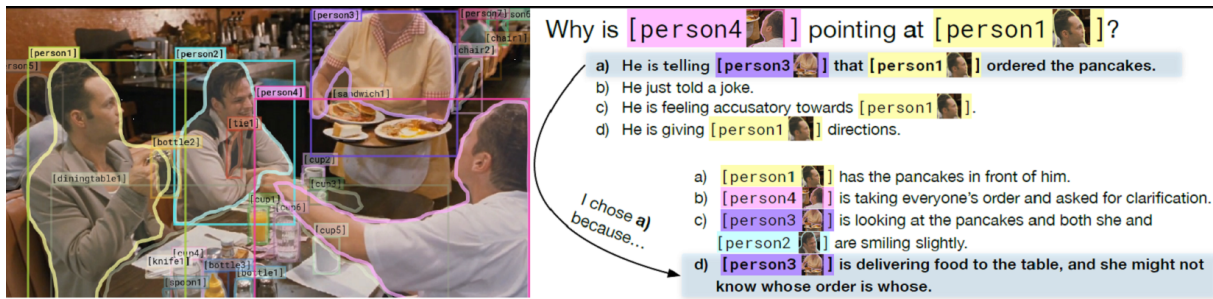 [person3]
[person7]
[chair1]
[person1]
[person2]
[chair2]
[person4]
[sandwich1]
[tie1]
[bottle2]
[cup2]
[diningtable1]
[cup3]
[cup1]
[cup5]
[cup4]
[knife1]
[bottle3]
[bottle1]
[spoon1]
Why is [person4] pointing at [person1]?
a) He is telling [person3] that [person1] ordered the pancakes.
b) He just told a joke.
c) He is feeling accusatory towards [person1].
d) He is giving [person1] directions.
I chose a)
because...
a) [person1] has the pancakes in front of him.
b) [person4] is taking everyone's order and asked for clarification.
c) [person3] is looking at the pancakes and both she and
[person2] are smiling slightly.
d) [person3] is delivering food to the table, and she might not
know whose order is whose.